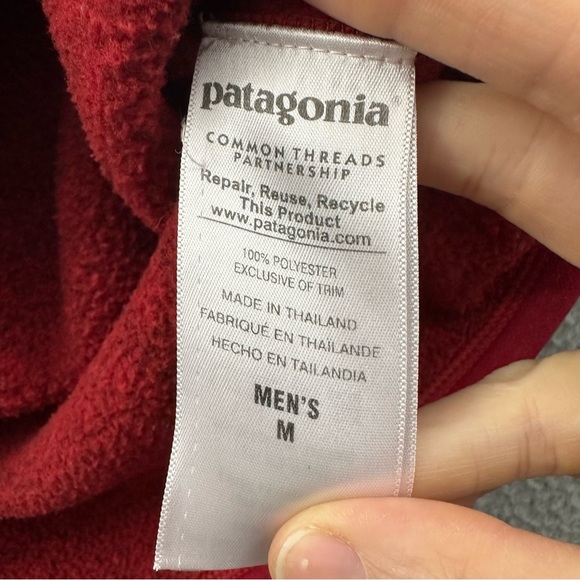 patagonia®
COMMON THREADS
PARTNERSHIP
Repair, Reuse, Recycle
This Product
www.patagonia.com
100% POLYESTER
EXCLUSIVE OF TRIM
MADE IN THAILAND
FABRIQUÉ EN THAILANDE
HECHO EN TAILANDIA
MEN'S
M